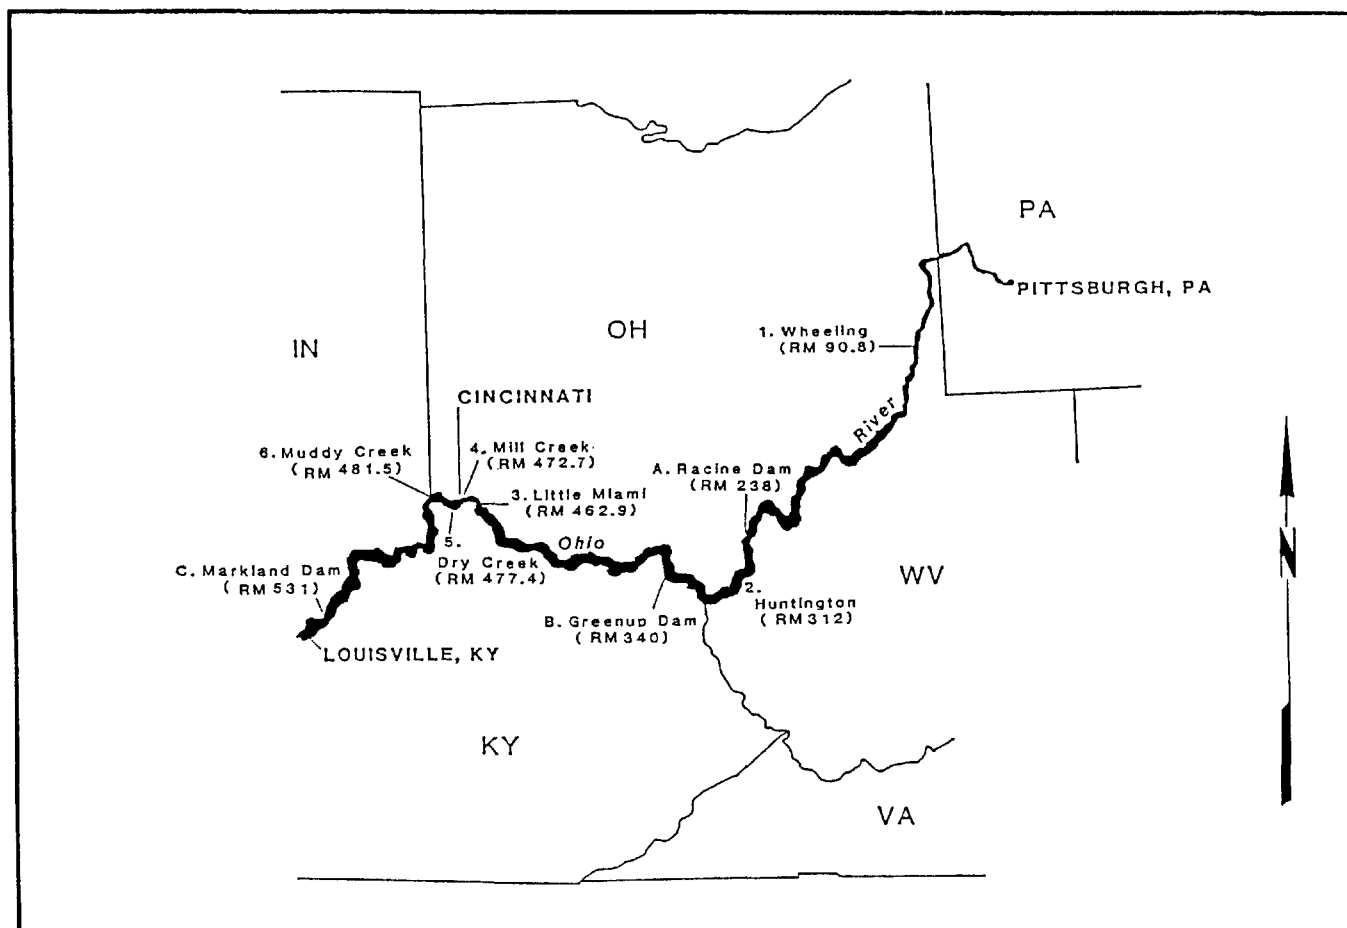 PA
PITTSBURGH, PA
OH
1. Wheeling
(RM 90.8)
IN
CINCINNATI
River
6. Muddy Creek
(RM 481.5)
4. Mill Creek
(RM 472.7)
A. Racine Dam
(RM 238)
3. Little Miami
(RM 462.9)
5.
Dry Creek
(RM 477.4)
Ohio
C. Markland Dam
(RM 531)
WV
2.
Huntington
(RM 312)
B. Greenup Dam
(RM 340)
LOUISVILLE, KY
KY
VA
N